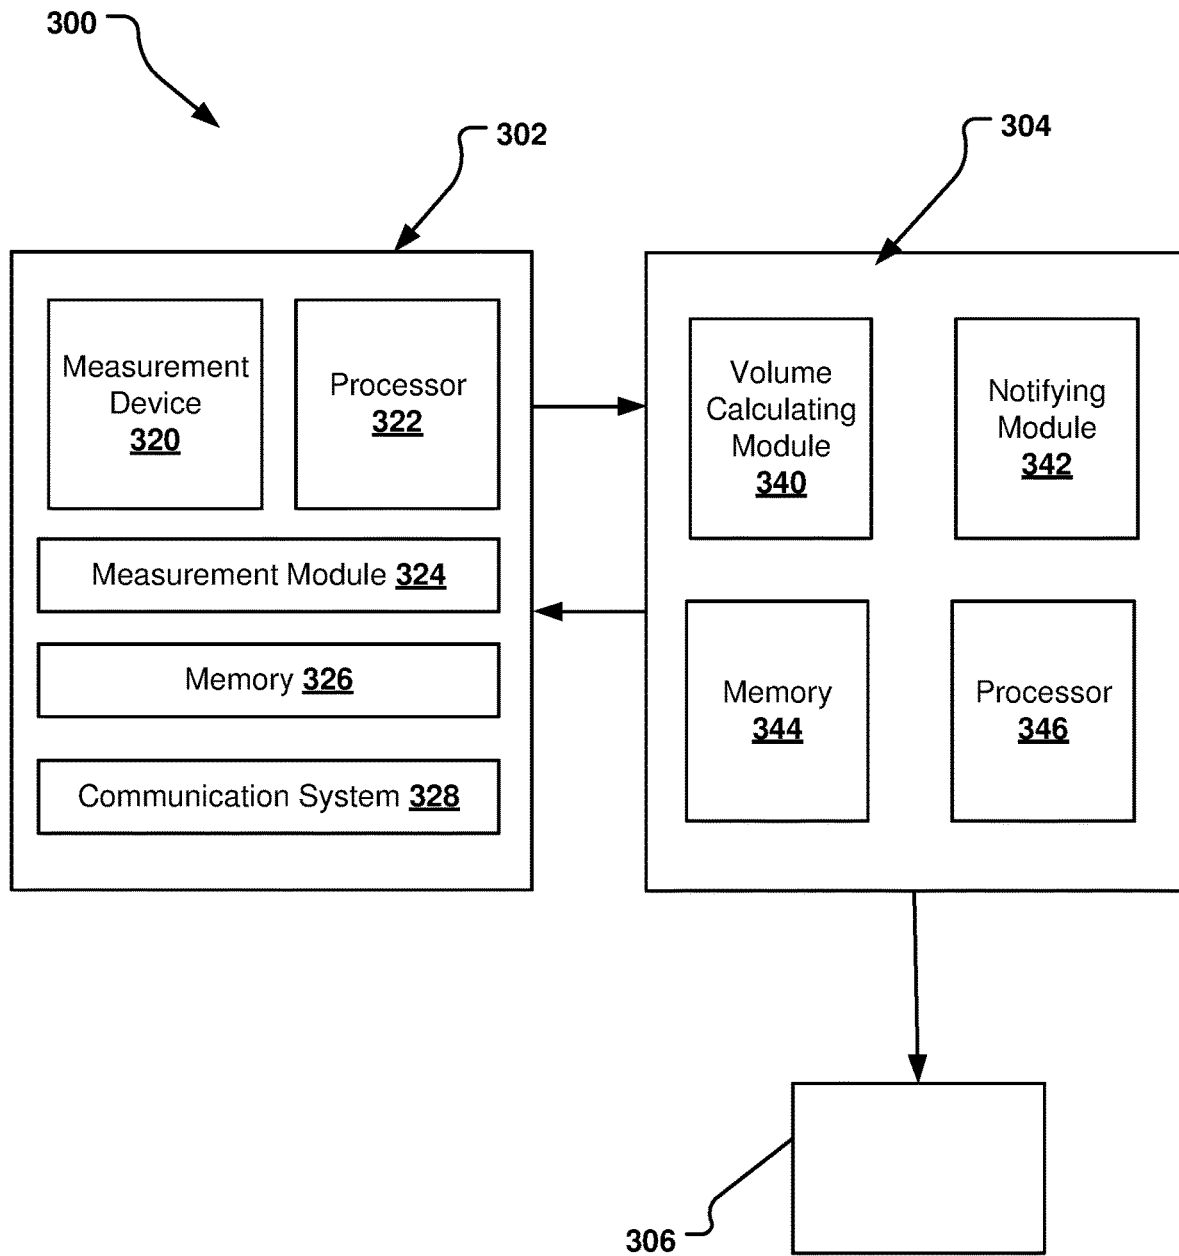 300
302
304
Measurement
Device
320
Processor
322
Measurement Module 324
Memory 326
Communication System 328
Volume
Calculating
Module
340
Notifying
Module
342
Memory
344
Processor
346
306